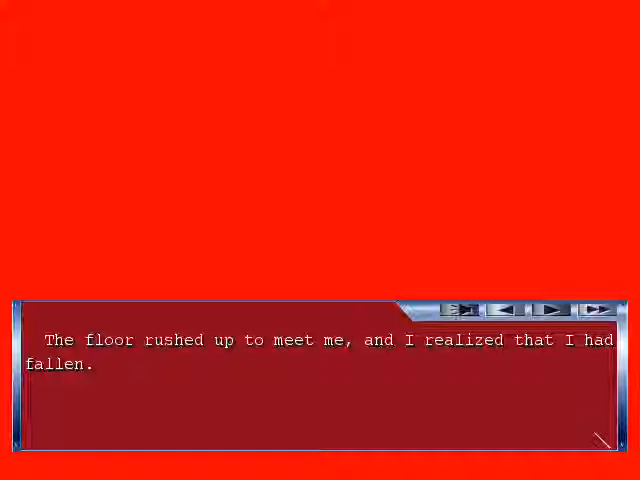 The floor rushed up to meet me, and I realized that I had
fallen.